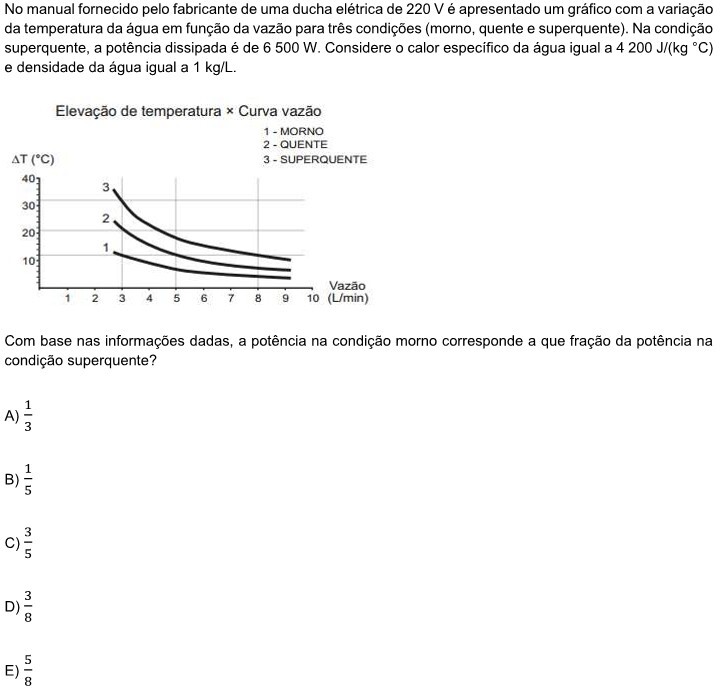 No manual fornecido pelo fabricante de uma ducha elétrica de 220 V é apresentado um gráfico com a variação
da temperatura da água em função da vazão para três condições (morno, quente e superquente). Na condição
superquente, a potência dissipada é de 6 500 W. Considere o calor específico da água igual a 4 200 J/(kg °C)
e densidade da água igual a 1 kg/L.
Elevação de temperatura × Curva vazão
1 - MORNO
2 - QUENTE
3 - SUPERQUENTE
ΔT (°C)
40
30
20
10
3
2
1
1 2 3 4 5 6 7 8 9 10
Vazão
(L/min)
Com base nas informações dadas, a potência na condição morno corresponde a que fração da potência na
condição superquente?
A) 1/3
B) 1/5
C) 3/5
D) 3/8
E) 5/8